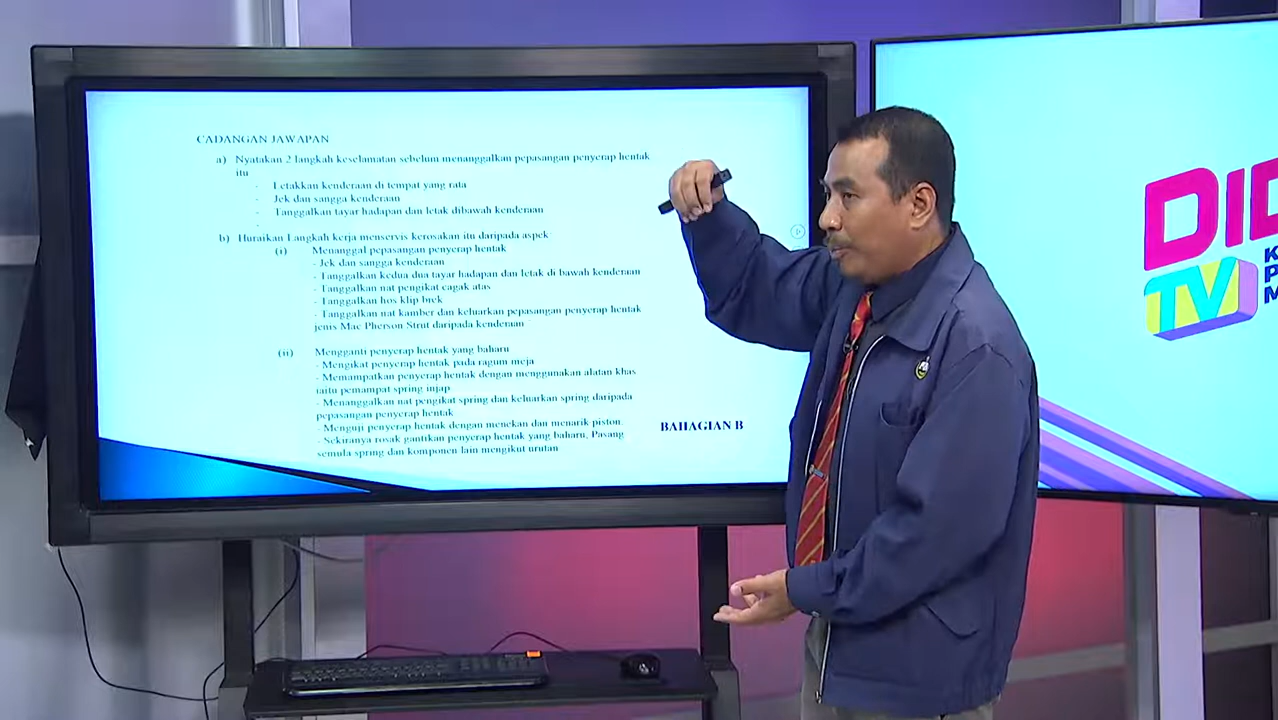 CADANGAN JAWAPAN
a) Nyatakan 2 langkah keselamatan sebelum menanggalkan pepasangan penyerap hentak
itu
- Letakkan kenderaan di tempat yang rata
- Jek dan sangga kenderaan
- Tanggalkan tayar hadapan dan letak dibawah kenderaan
-
b) Huraikan Langkah kerja menservis kerosakan itu daripada aspek:
(i) Menanggal pepasangan penyerap hentak
- Jek dan sangga kenderaan
- Tanggalkan kedua dua tayar hadapan dan letak di bawah kenderaan
- Tanggalkan nat pengikat cagak atas
- Tanggalkan hos klip brek
- Tanggalkan nat kamber dan keluarkan pepasangan penyerap hentak
jenis Mac Pherson Strut daripada kenderaan
(ii) Mengganti penyerap hentak yang baharu
- Mengikat penyerap hentak pada ragum meja
- Memampatkan penyerap hentak dengan menggunakan alatan khas
iaitu pemampat spring injap
- Menanggalkan nat pengikat spring dan keluarkan spring daripada
pepasangan penyerap hentak
- Menguji penyerap hentak dengan menekan dan menarik piston.
- Sekiranya rosak gantikan penyerap hentak yang baharu, Pasang
semula spring dan komponen lain mengikut urutan
BAHAGIAN B
DID
TV
K
P
M